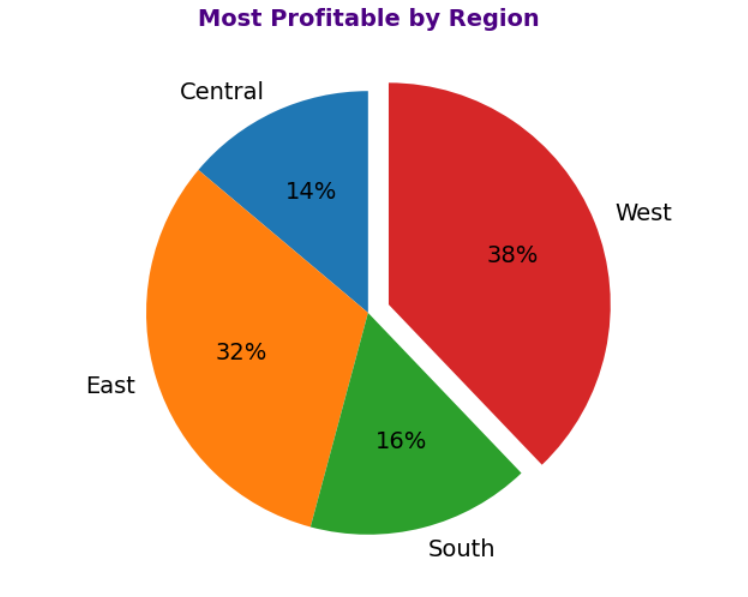 Most Profitable by Region
Central
14%
West
38%
32%
East
16%
South